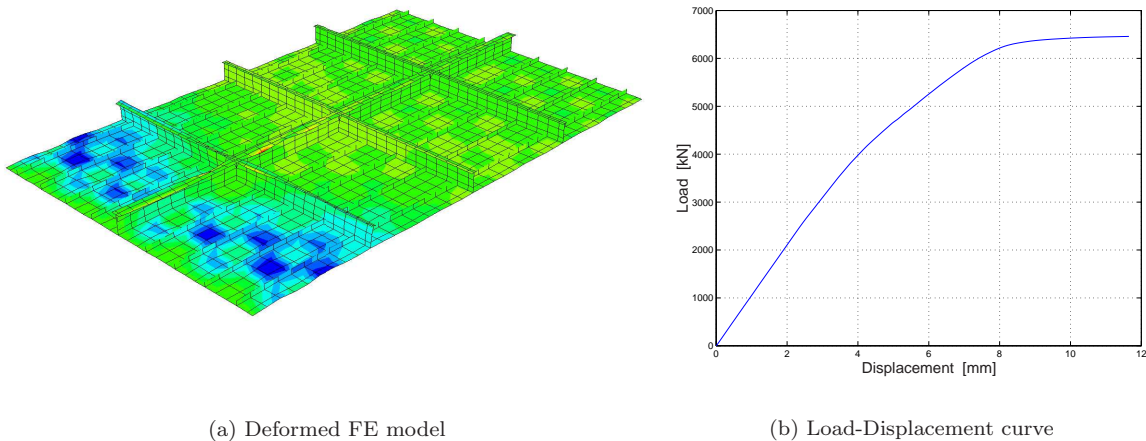 7000
6000
5000
4000
3000
2000
1000
0
Load [kN]
0 2 4 6 8 10 12
Displacement [mm]
(a) Deformed FE model
(b) Load-Displacement curve